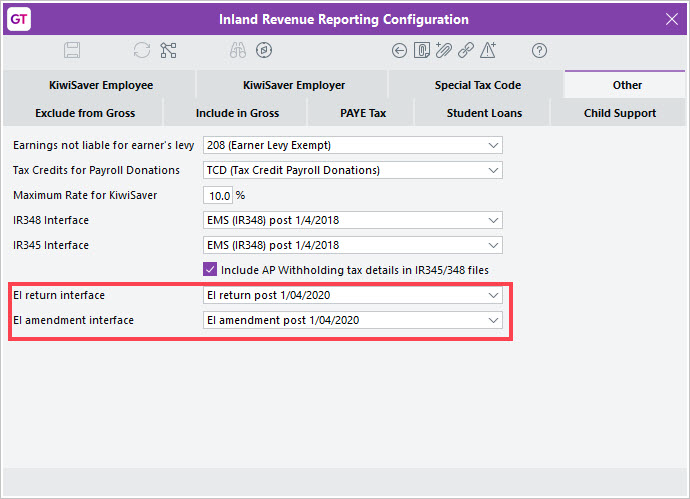 GT Inland Revenue Reporting Configuration
KiwiSaver Employee KiwiSaver Employer Special Tax Code Other
Exclude from Gross Include in Gross PAYE Tax Student Loans Child Support
Earnings not liable for earner's levy 208 (Earner Levy Exempt)
Tax Credits for Payroll Donations TCD (Tax Credit Payroll Donations)
Maximum Rate for KiwiSaver 10.0 %
IR348 Interface EMS (IR348) post 1/4/2018
IR345 Interface EMS (IR348) post 1/4/2018
Include AP Withholding tax details in IR345/348 files
EI return interface EI return post 1/04/2020
EI amendment interface EI amendment post 1/04/2020